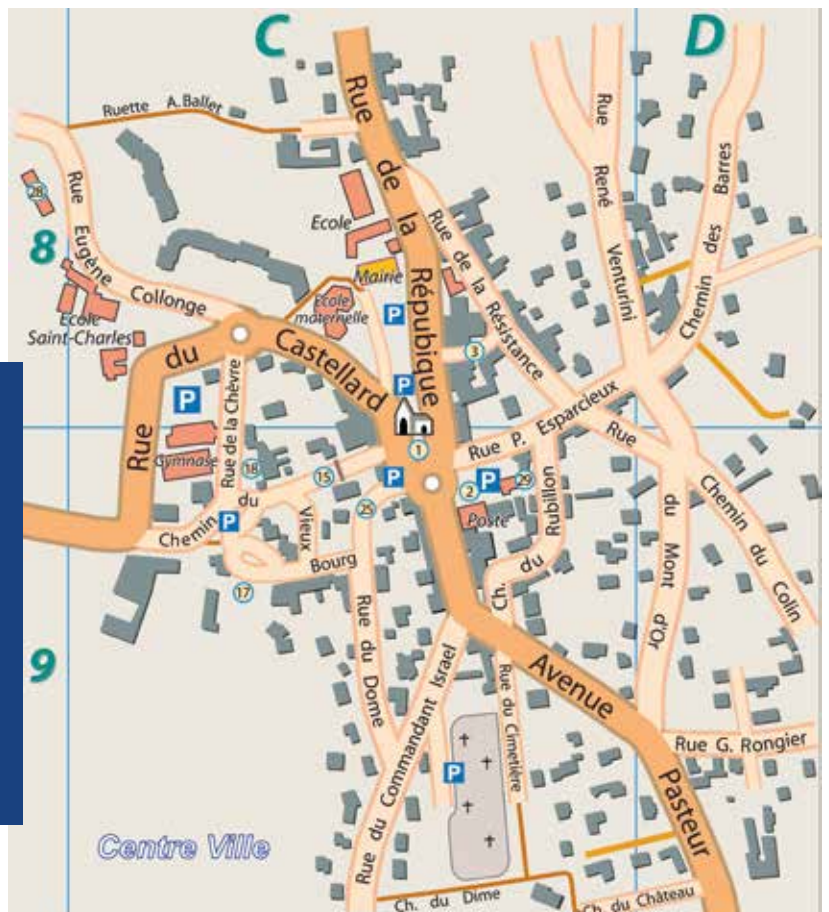 C
D
Ruette A. Ballet
Rue de la Répubique
Rue René Venturini
Chemin des Barres
28
Rue Eugène Collonge
8
Ecole
Rue de la Résistance
Mairie
Ecole
maternelle
P
Ecole
Saint-Charles
Rue du Castellard
3
P
P
Rue de la Chèvre
Gymnase
1
Rue P. Esparcieux
18
15
P
2
P
29
25
Poste
Ch. du Rubillon
Rue du Mont d'Or
Chemin du Colin
P
Chemin du Vieux Bourg
17
9
Rue du Dome
Rue du Commandant Israel
Rue du Cimetière
Avenue Pasteur
Rue G. Rongier
P
Centre Ville
Ch. du Dime
Ch. du Château